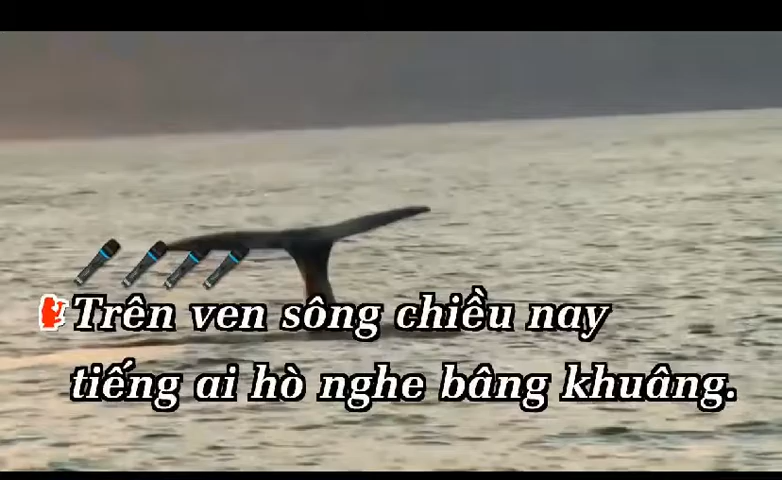 Trên ven sông chiều nay
tiếng ai hò nghe bâng khuâng.